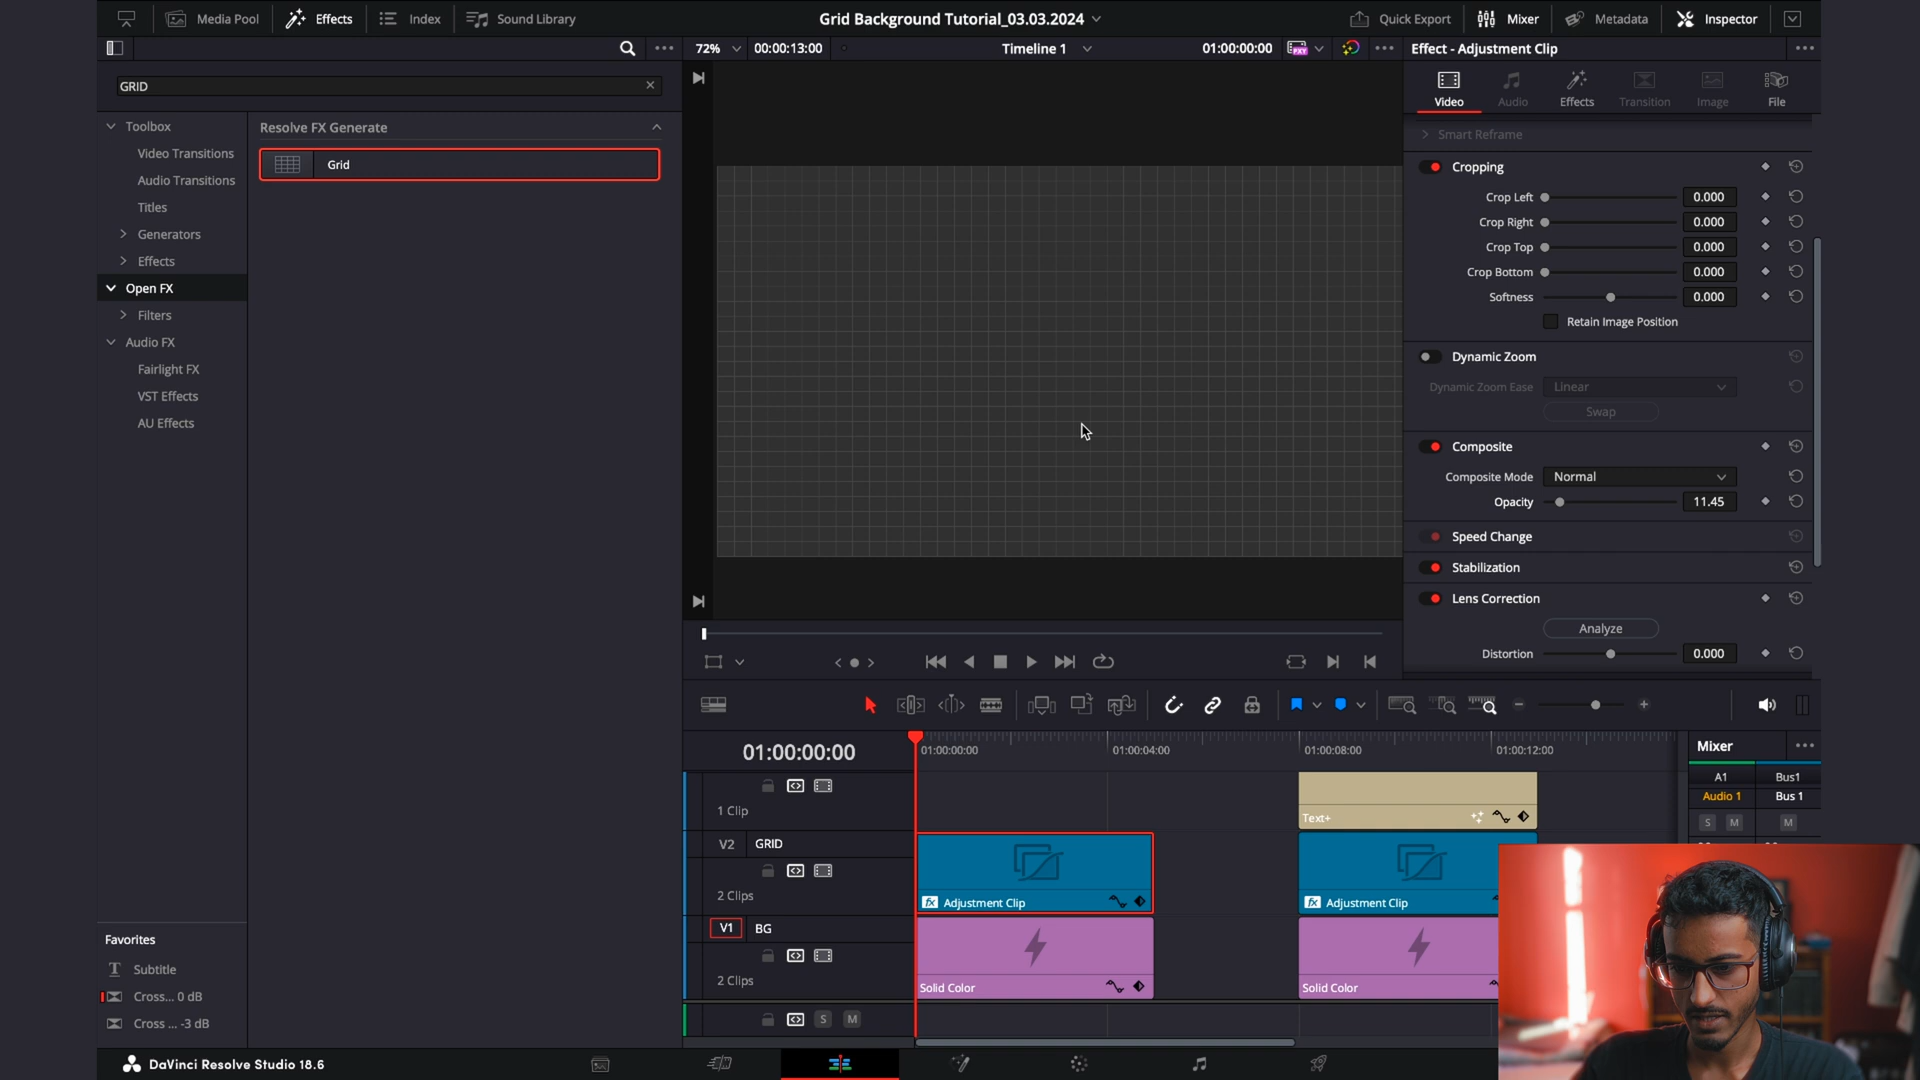 Media Pool
Effects
Index
Sound Library
Grid Background Tutorial_03.03.2024
Quick Export
Mixer
Metadata
Inspector
72%
00:00:13:00
Timeline 1
01:00:00:00
Effect - Adjustment Clip
GRID
Video
Audio
Effects
Transition
Image
File
Toolbox
Video Transitions
Audio Transitions
Titles
Generators
Effects
Open FX
Filters
Audio FX
Fairlight FX
VST Effects
AU Effects
Resolve FX Generate
Grid
Smart Reframe
Cropping
Crop Left 0.000
Crop Right 0.000
Crop Top 0.000
Crop Bottom 0.000
Softness 0.000
Retain Image Position
Dynamic Zoom
Dynamic Zoom Ease Linear
Swap
Composite
Composite Mode Normal
Opacity 11.45
Speed Change
Stabilization
Lens Correction
Analyze
Distortion 0.000
01:00:00:00
01:00:00:00
01:00:04:00
01:00:08:00
01:00:12:00
Mixer
A1
Bus1
Audio 1
Bus 1
S
M
M
1 Clip
Text+
V2
GRID
2 Clips
fx Adjustment Clip
fx Adjustment Clip
V1
BG
2 Clips
Solid Color
Solid Color
S
M
Favorites
Subtitle
Cross... 0 dB
Cross ... -3 dB
DaVinci Resolve Studio 18.6